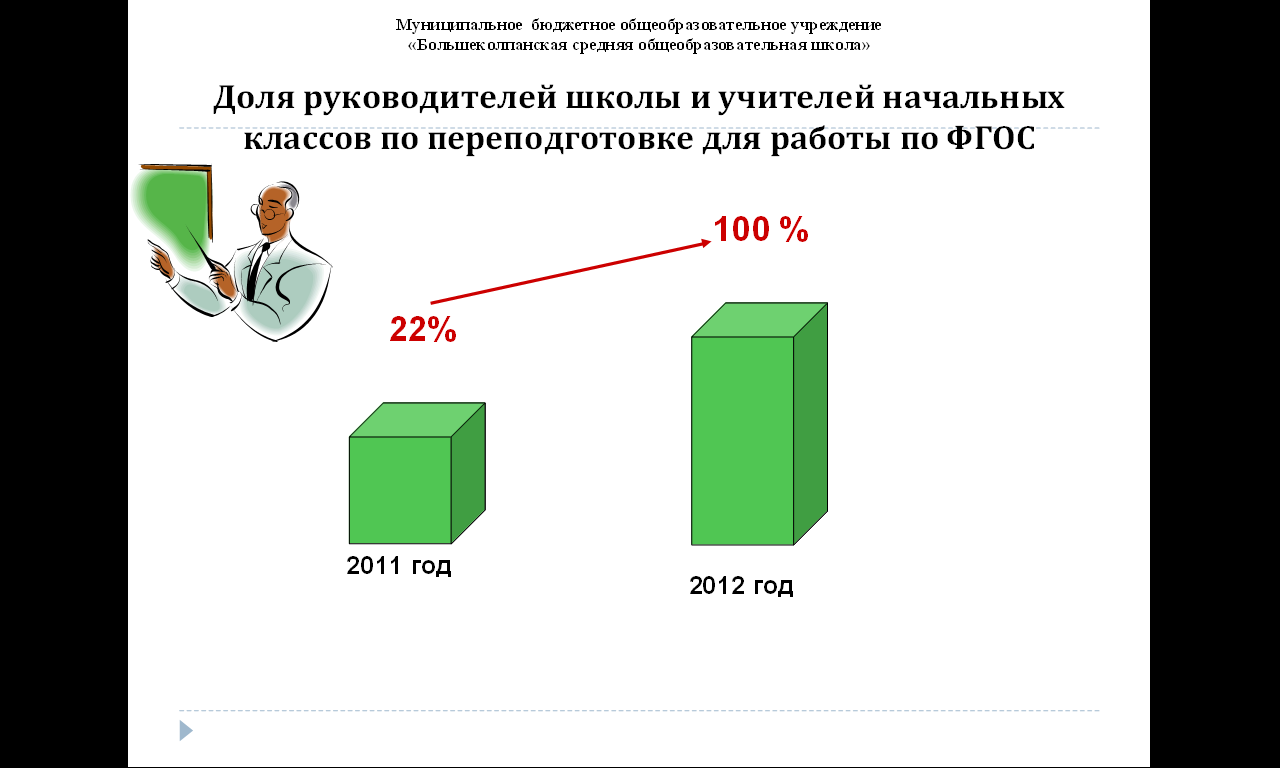 Муниципальное бюджетное общеобразовательное учреждение
«Большеколпанская средняя общеобразовательная школа»
Доля руководителей школы и учителей начальных
классов по переподготовке для работы по ФГОС
100 %
22%
2011 год
2012 год